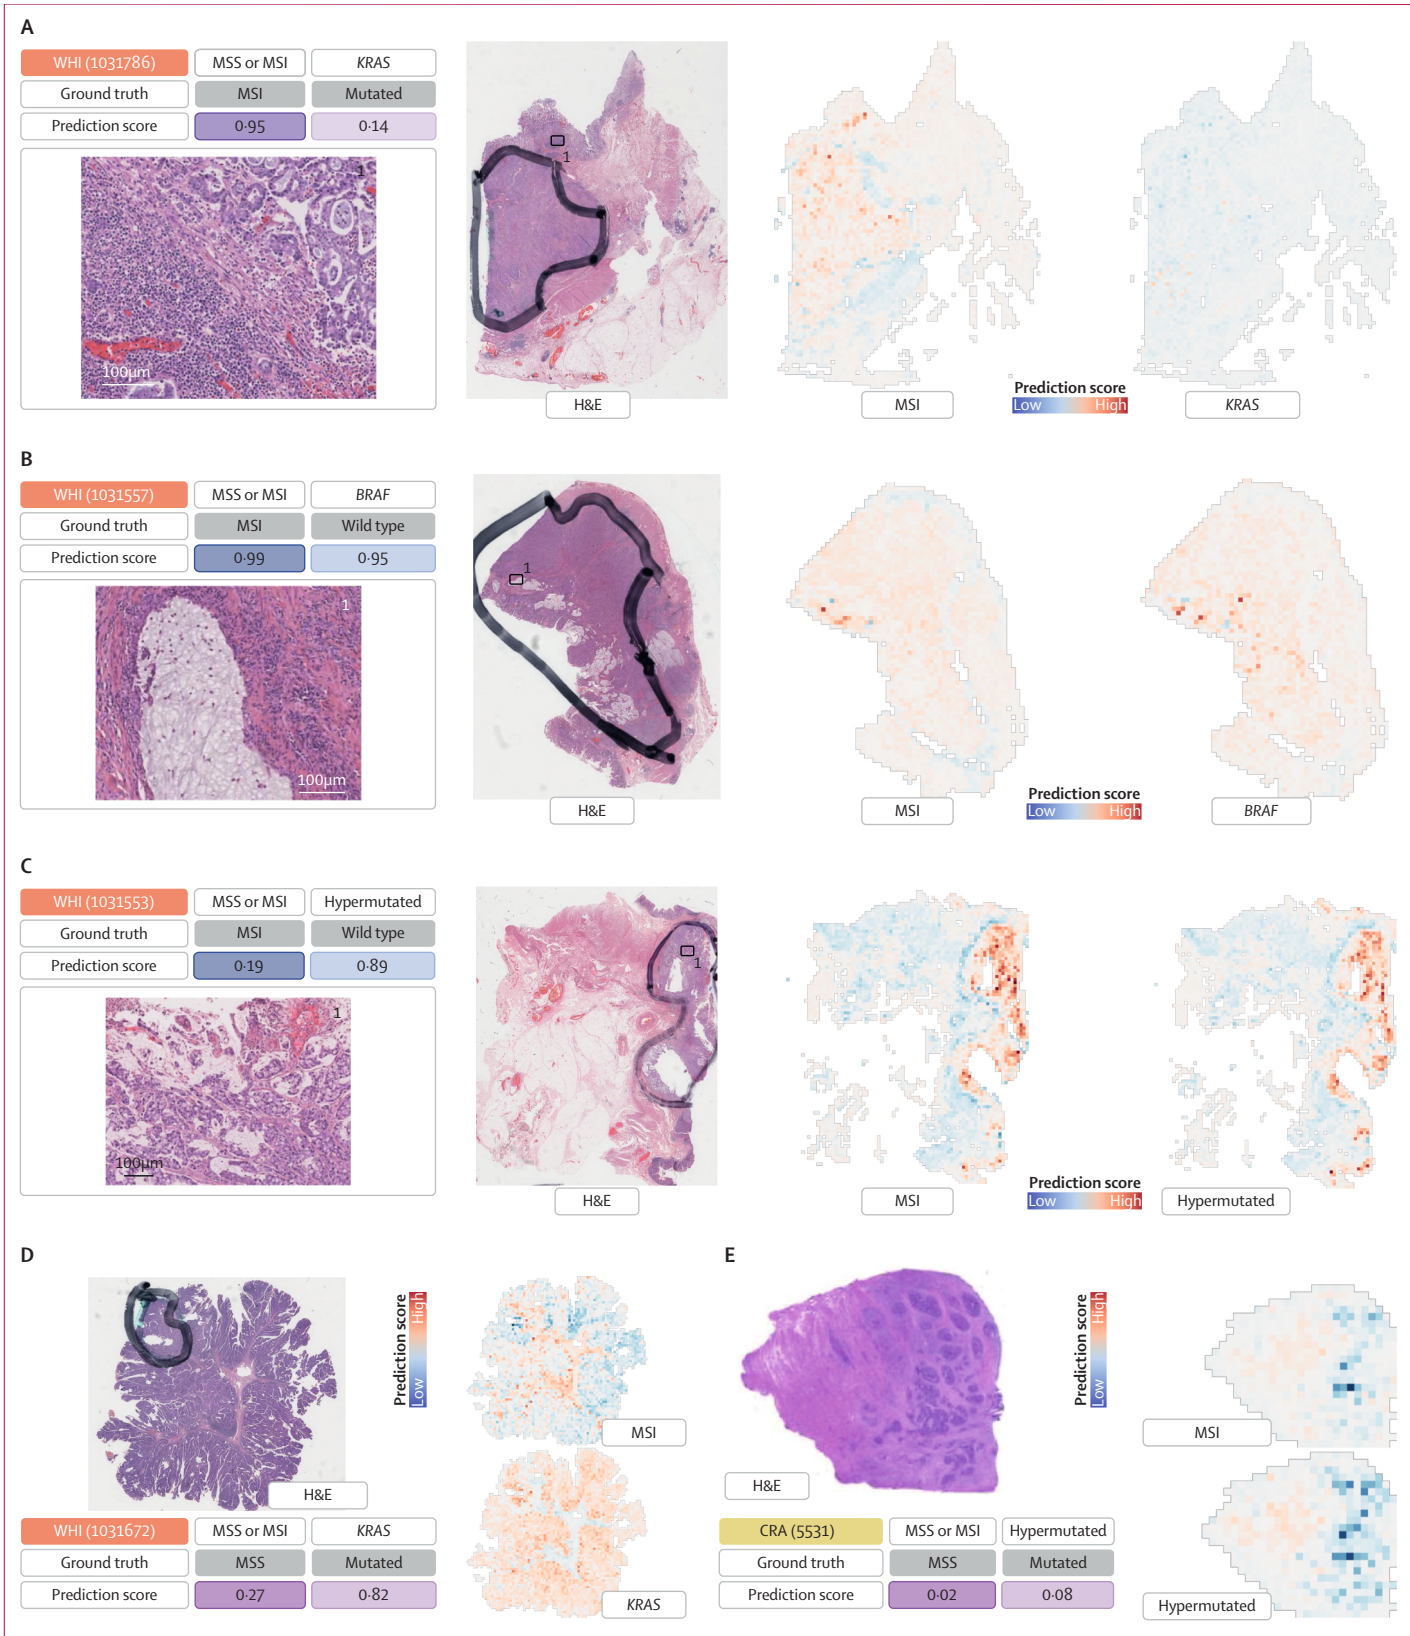 A
WHI (1031786) MSS or MSI KRAS
Ground truth MSI Mutated
Prediction score 0·95 0·14
1
100µm
1
H&E
MSI
Prediction score
Low High
KRAS
B
WHI (1031557) MSS or MSI BRAF
Ground truth MSI Wild type
Prediction score 0·99 0·95
1
100µm
1
H&E
MSI
Prediction score
Low High
BRAF
C
WHI (1031553) MSS or MSI Hypermutated
Ground truth MSI Wild type
Prediction score 0·19 0·89
1
100µm
1
H&E
MSI
Prediction score
Low High
Hypermutated
D
H&E
Prediction score
Low High
MSI
KRAS
WHI (1031672) MSS or MSI KRAS
Ground truth MSS Mutated
Prediction score 0·27 0·82
E
H&E
Prediction score
Low High
MSI
Hypermutated
CRA (5531) MSS or MSI Hypermutated
Ground truth MSS Mutated
Prediction score 0·02 0·08